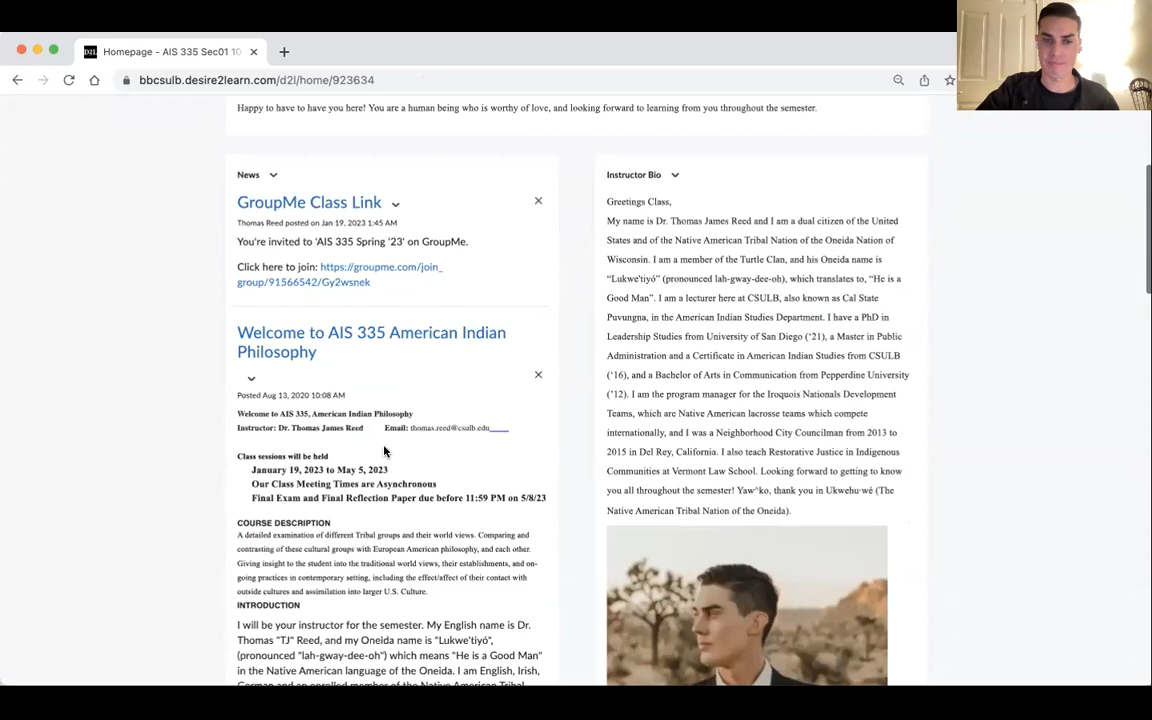 Homepage - AIS 335 Sec01 10
bbcsulb.desire2learn.com/d2l/home/923634
Happy to have to have you here! You are a human being who is worthy of love, and looking forward to learning from you throughout the semester.
News
GroupMe Class Link
Thomas Reed posted on Jan 19, 2023 1:45 AM
You're invited to 'AIS 335 Spring '23' on GroupMe.
Click here to join: https://groupme.com/join_
group/91566542/Gy2wsnek
Welcome to AIS 335 American Indian
Philosophy
Posted Aug 13, 2020 10:08 AM
Welcome to AIS 335, American Indian Philosophy
Instructor: Dr. Thomas James Reed Email: thomas.reed@csulb.edu
Class sessions will be held
January 19, 2023 to May 5, 2023
Our Class Meeting Times are Asynchronous
Final Exam and Final Reflection Paper due before 11:59 PM on 5/8/23
COURSE DESCRIPTION
A detailed examination of different Tribal groups and their world views. Comparing and
contrasting of these cultural groups with European American philosophy, and each other.
Giving insight to the student into the traditional world views, their establishments, and on-
going practices in contemporary setting, including the effect/affect of their contact with
outside cultures and assimilation into larger U.S. Culture.
INTRODUCTION
I will be your instructor for the semester. My English name is Dr.
Thomas "TJ" Reed, and my Oneida name is "Lukwe'tiyó",
(pronounced "lah-gway-dee-oh") which means "He is a Good Man"
in the Native American language of the Oneida. I am English, Irish,
German and an enrolled member of the Native American Tribal
Instructor Bio
Greetings Class,
My name is Dr. Thomas James Reed and I am a dual citizen of the United
States and of the Native American Tribal Nation of the Oneida Nation of
Wisconsin. I am a member of the Turtle Clan, and his Oneida name is
“Lukwe'tiyó” (pronounced lah-gway-dee-oh), which translates to, “He is a
Good Man”. I am a lecturer here at CSULB, also known as Cal State
Puvungna, in the American Indian Studies Department. I have a PhD in
Leadership Studies from University of San Diego (‘21), a Master in Public
Administration and a Certificate in American Indian Studies from CSULB
(‘16), and a Bachelor of Arts in Communication from Pepperdine University
(‘12). I am the program manager for the Iroquois Nationals Development
Teams, which are Native American lacrosse teams which compete
internationally, and I was a Neighborhood City Councilman from 2013 to
2015 in Del Rey, California. I also teach Restorative Justice in Indigenous
Communities at Vermont Law School. Looking forward to getting to know
you all throughout the semester! Yaw^ko, thank you in Ukwehu·wé (The
Native American Tribal Nation of the Oneida).